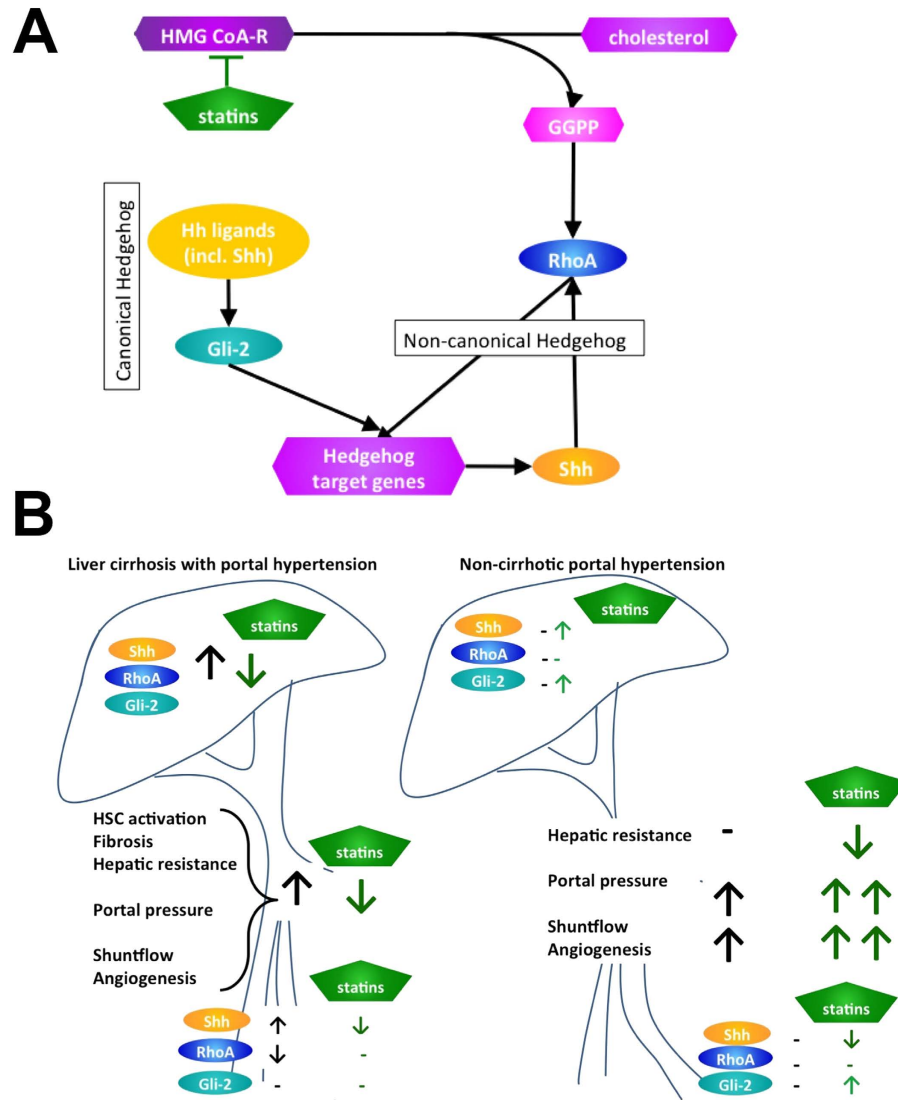 A
HMG CoA-R
cholesterol
statins
GGPP
Canonical Hedgehog
Hh ligands
(incl. Shh)
RhoA
Non-canonical Hedgehog
Gli-2
Hedgehog
target genes
Shh
B
Liver cirrhosis with portal hypertension
Non-cirrhotic portal hypertension
statins
Shh
RhoA
Gli-2
statins
Shh
-
RhoA
- -
Gli-2
-
HSC activation
Fibrosis
Hepatic resistance
Portal pressure
Shuntflow
Angiogenesis
statins
statins
Shh
RhoA
-
Gli-2
- -
statins
Hepatic resistance
-
Portal pressure
Shuntflow
Angiogenesis
statins
Shh
-
RhoA
- -
Gli-2
-